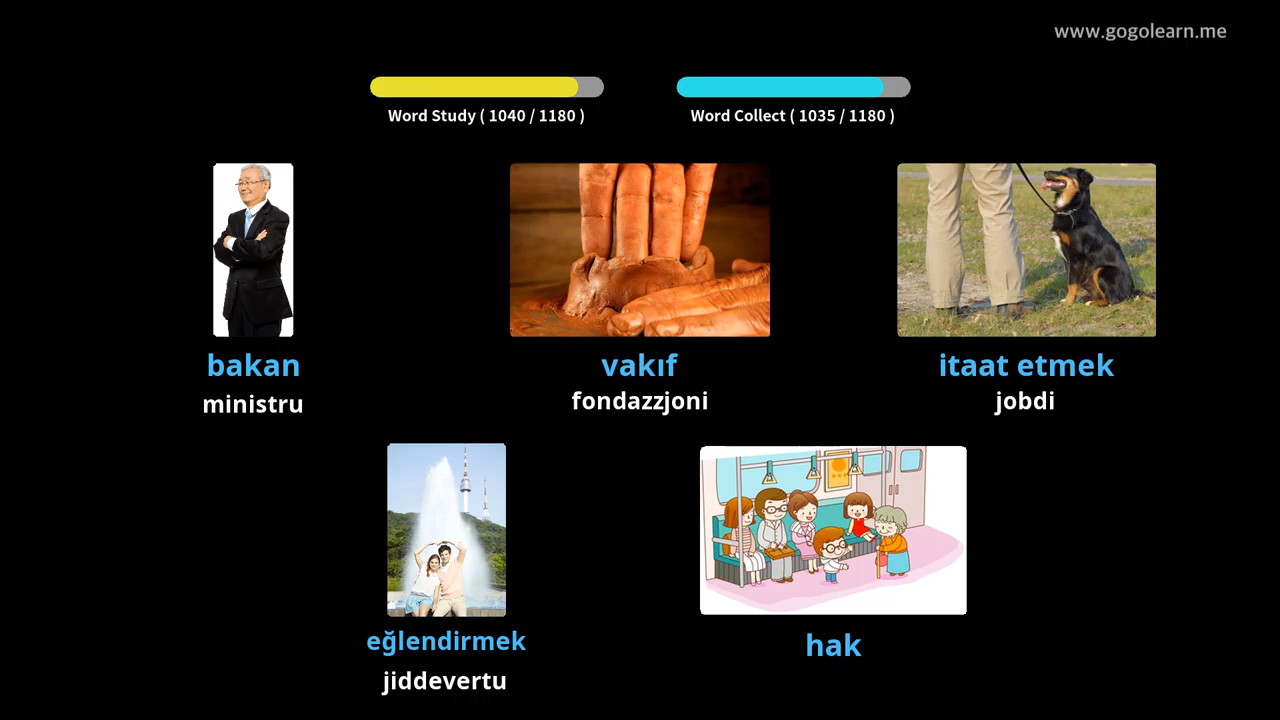 www.gogolearn.me
Word Study ( 1040 / 1180 )
Word Collect ( 1035 / 1180 )
bakan
ministru
vakıf
fondazzjoni
itaat etmek
jobdi
eğlendirmek
jiddevertu
hak